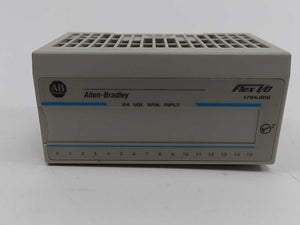 AB
Allen-Bradley
Flex I/O
24 VDC SINK INPUT
1794-IB16
0 1 2 3 4 5 6 7 8 9 10 11 12 13 14 15